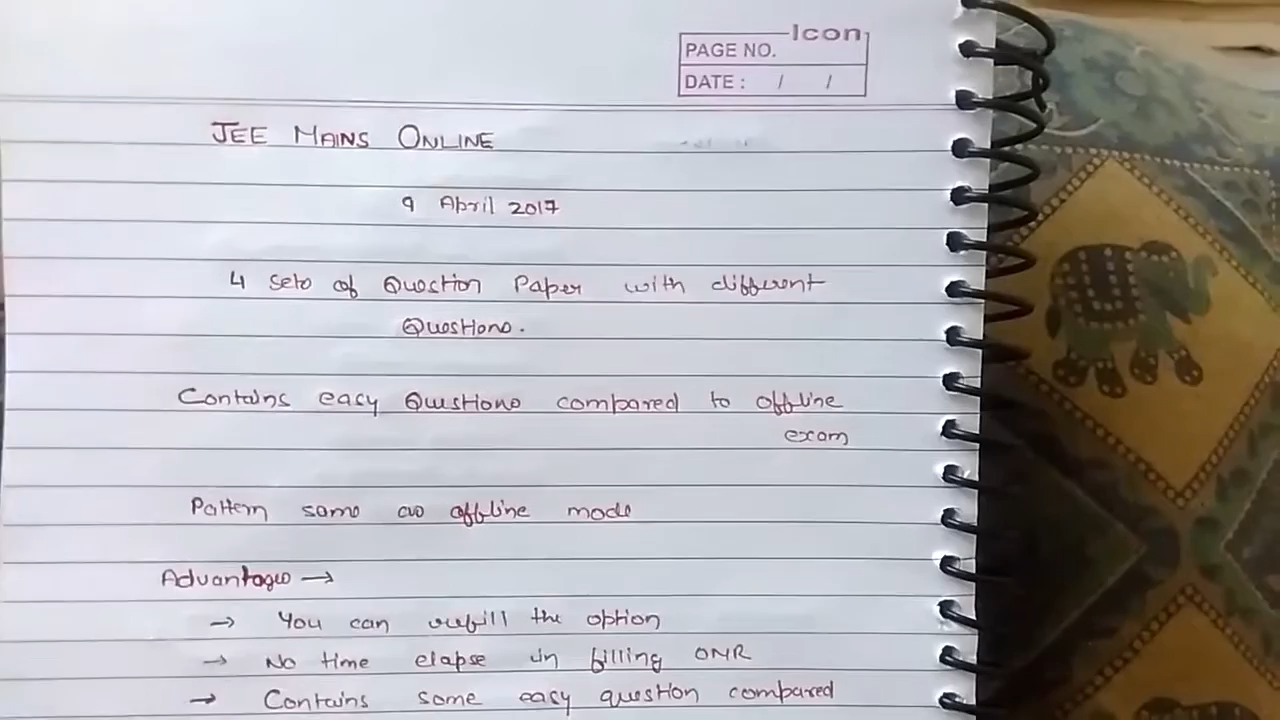 Icon
PAGE NO.
DATE : / /
JEE MAINS ONLINE
9 April 2017
4 sets of Question Paper with different
Questions.
Contains easy Questions compared to offline
exam
Pattern same as offline mode
Advantages →
→ You can refill the option
→ No time elapse in filling OMR
→ Contains some easy question compared